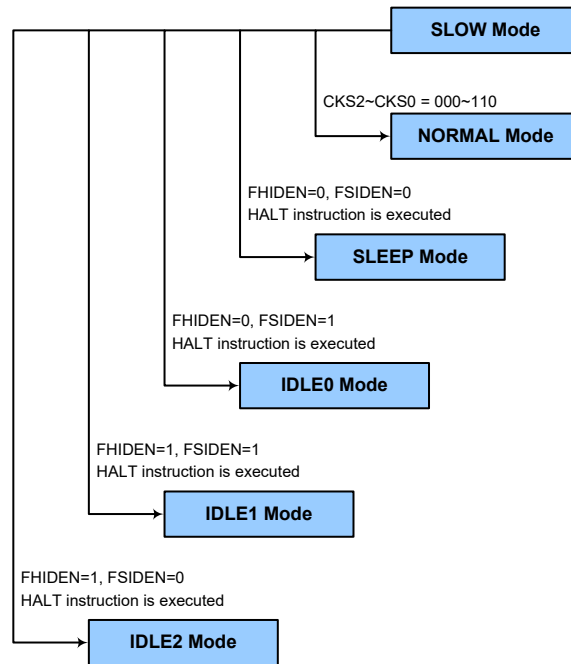 SLOW Mode
CKS2~CKS0 = 000~110
NORMAL Mode
FHIDEN=0, FSIDEN=0
HALT instruction is executed
SLEEP Mode
FHIDEN=0, FSIDEN=1
HALT instruction is executed
IDLE0 Mode
FHIDEN=1, FSIDEN=1
HALT instruction is executed
IDLE1 Mode
FHIDEN=1, FSIDEN=0
HALT instruction is executed
IDLE2 Mode